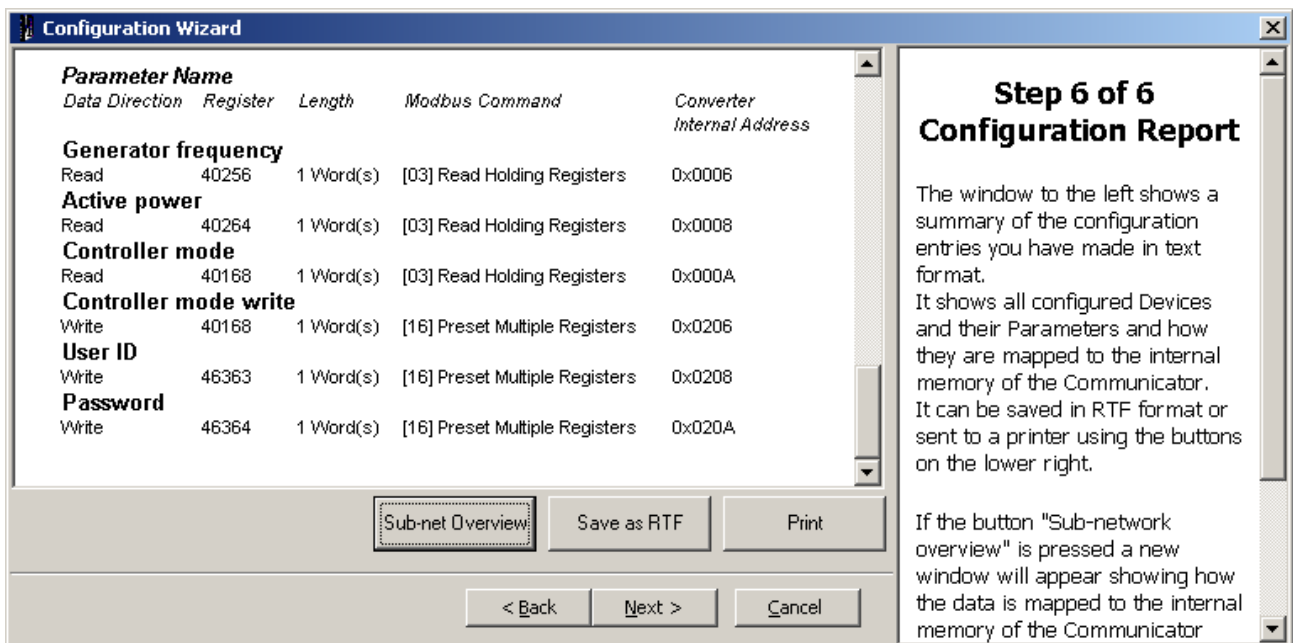 Configuration Wizard
Parameter Name
Data Direction Register Length Modbus Command Converter
Internal Address
Generator frequency
Read 40256 1 Word(s) [03] Read Holding Registers 0x0006
Active power
Read 40264 1 Word(s) [03] Read Holding Registers 0x0008
Controller mode
Read 40168 1 Word(s) [03] Read Holding Registers 0x000A
Controller mode write
Write 40168 1 Word(s) [16] Preset Multiple Registers 0x0206
User ID
Write 46363 1 Word(s) [16] Preset Multiple Registers 0x0208
Password
Write 46364 1 Word(s) [16] Preset Multiple Registers 0x020A
Sub-net Overview Save as RTF Print
< Back Next > Cancel
Step 6 of 6
Configuration Report
The window to the left shows a
summary of the configuration
entries you have made in text
format.
It shows all configured Devices
and their Parameters and how
they are mapped to the internal
memory of the Communicator.
It can be saved in RTF format or
sent to a printer using the buttons
on the lower right.
If the button "Sub-network
overview" is pressed a new
window will appear showing how
the data is mapped to the internal
memory of the Communicator